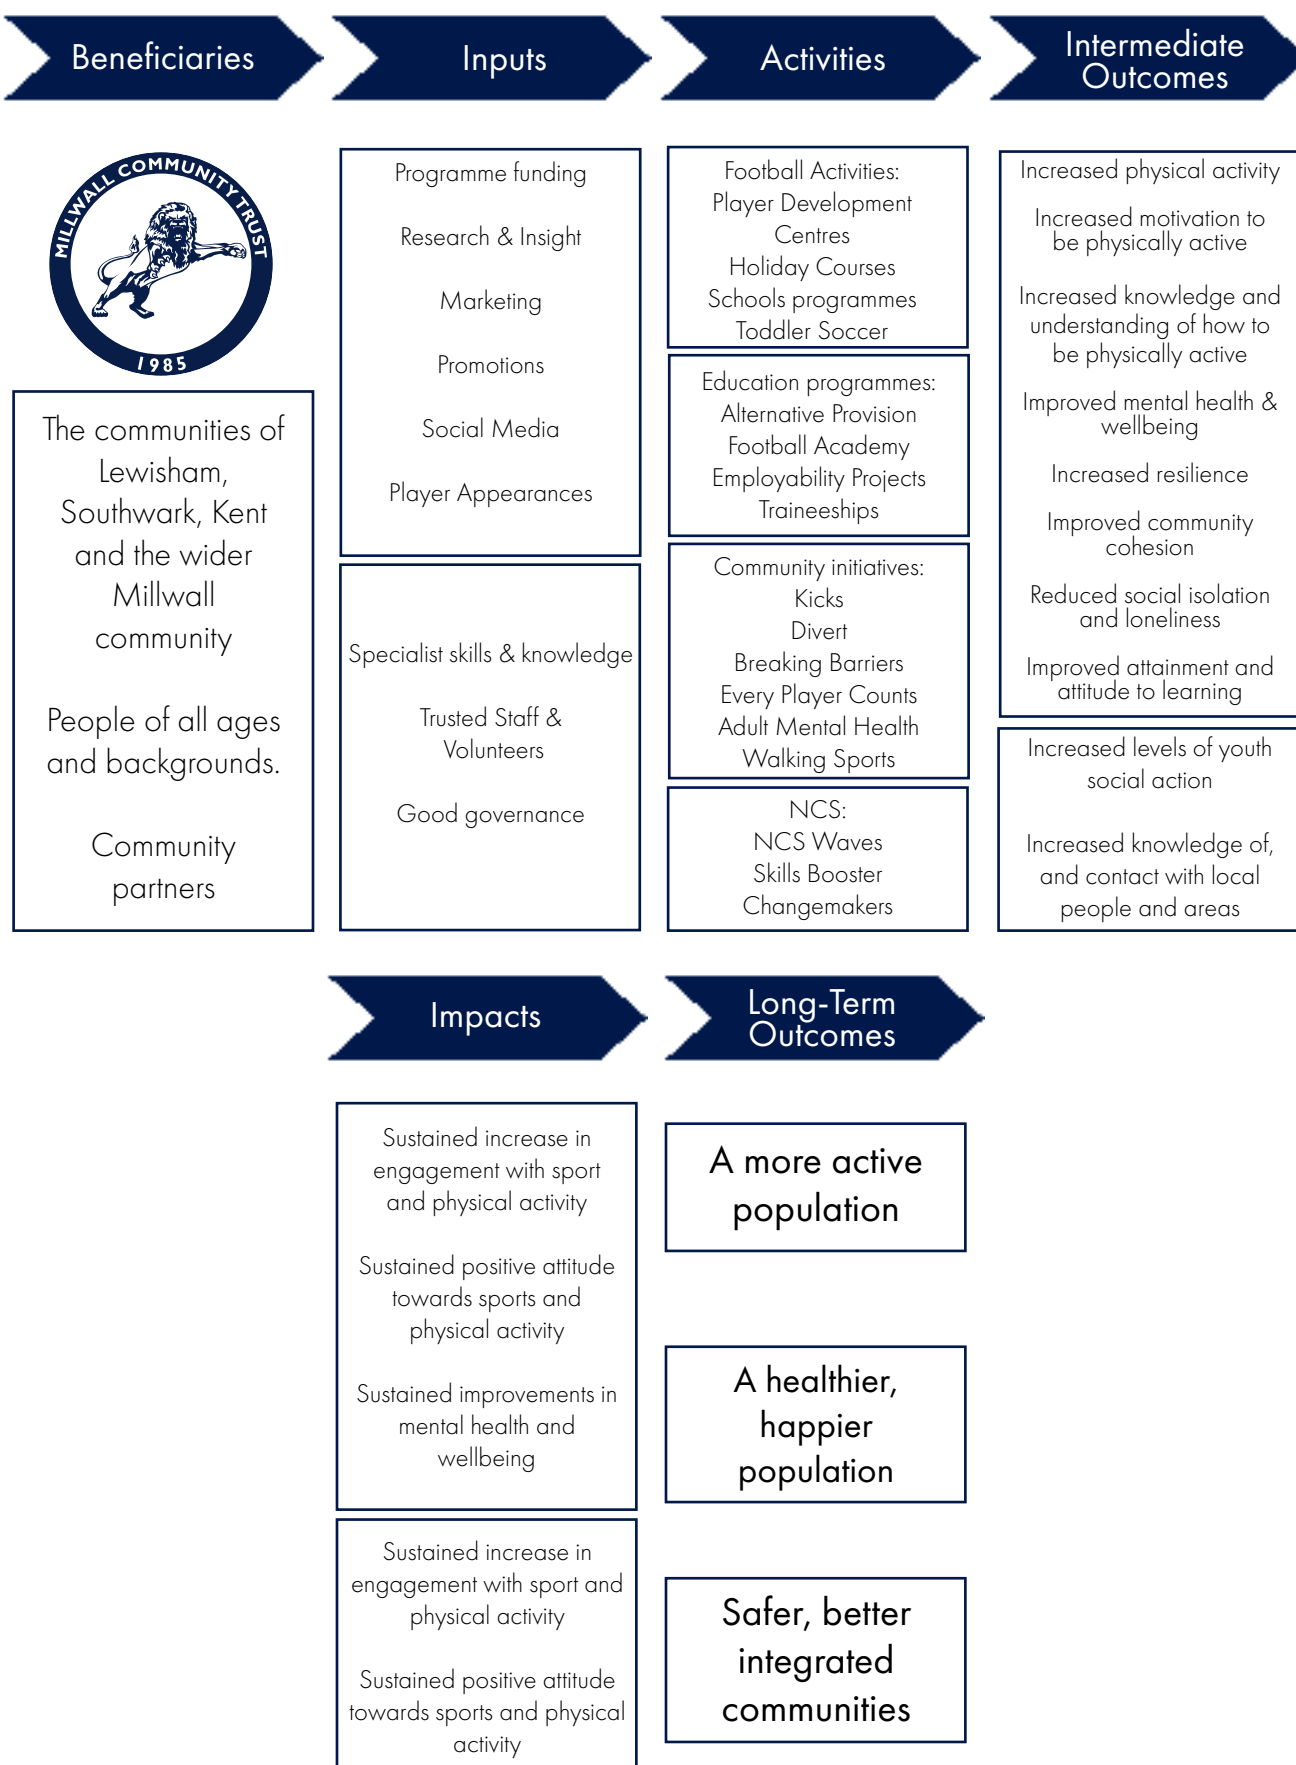 Beneficiaries
Inputs
Activities
Intermediate
Outcomes
MILLWALL COMMUNITY TRUST
1985
The communities of
Lewisham,
Southwark, Kent
and the wider
Millwall
community
People of all ages
and backgrounds.
Community
partners
Programme funding
Research & Insight
Marketing
Promotions
Social Media
Player Appearances
Specialist skills & knowledge
Trusted Staff &
Volunteers
Good governance
Football Activities:
Player Development
Centres
Holiday Courses
Schools programmes
Toddler Soccer
Education programmes:
Alternative Provision
Football Academy
Employability Projects
Traineeships
Community initiatives:
Kicks
Divert
Breaking Barriers
Every Player Counts
Adult Mental Health
Walking Sports
NCS:
NCS Waves
Skills Booster
Changemakers
Increased physical activity
Increased motivation to
be physically active
Increased knowledge and
understanding of how to
be physically active
Improved mental health &
wellbeing
Increased resilience
Improved community
cohesion
Reduced social isolation
and loneliness
Improved attainment and
attitude to learning
Increased levels of youth
social action
Increased knowledge of,
and contact with local
people and areas
Impacts
Long-Term
Outcomes
Sustained increase in
engagement with sport
and physical activity
Sustained positive attitude
towards sports and
physical activity
Sustained improvements in
mental health and
wellbeing
Sustained increase in
engagement with sport and
physical activity
Sustained positive attitude
towards sports and physical
activity
A more active
population
A healthier,
happier
population
Safer, better
integrated
communities